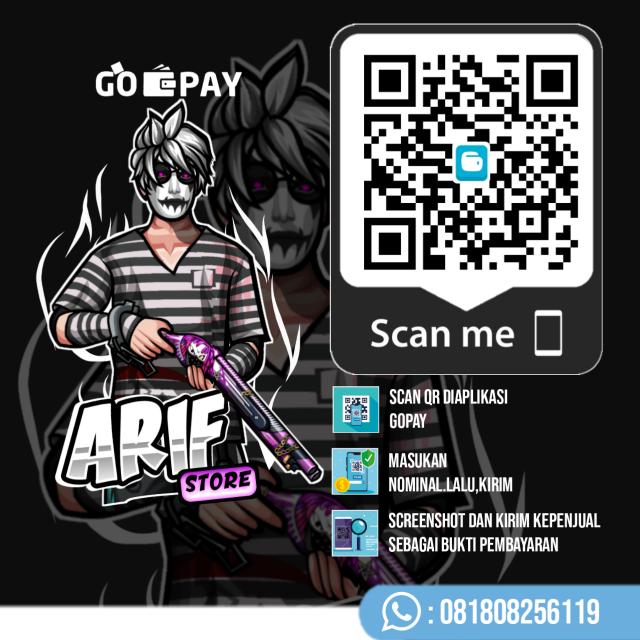 GO PAY
Scan me
ARIF
STORE
SCAN QR DIAPLIKASI
GOPAY
MASUKAN
NOMINAL.LALU,KIRIM
SCREENSHOT DAN KIRIM KEPENJUAL
SEBAGAI BUKTI PEMBAYARAN
: 081808256119